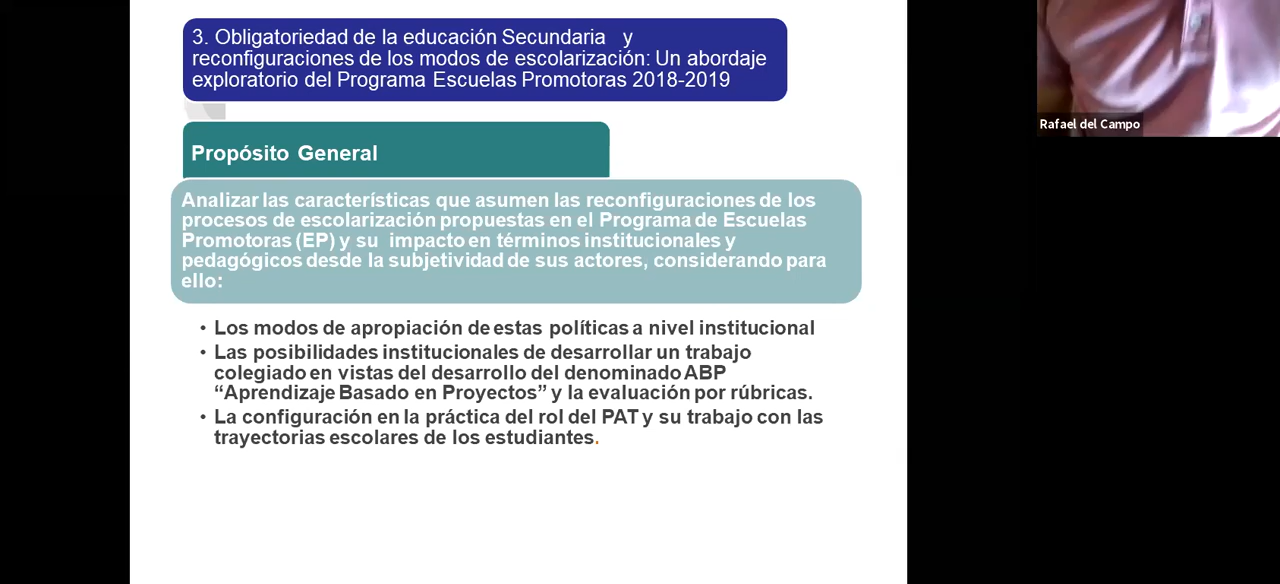 3. Obligatoriedad de la educación Secundaria y
reconfiguraciones de los modos de escolarización: Un abordaje
exploratorio del Programa Escuelas Promotoras 2018-2019
Propósito General
Analizar las características que asumen las reconfiguraciones de los
procesos de escolarización propuestas en el Programa de Escuelas
Promotoras (EP) y su impacto en términos institucionales y
pedagógicos desde la subjetividad de sus actores, considerando para
ello:
• Los modos de apropiación de estas políticas a nivel institucional
• Las posibilidades institucionales de desarrollar un trabajo
colegiado en vistas del desarrollo del denominado ABP
“Aprendizaje Basado en Proyectos” y la evaluación por rúbricas.
• La configuración en la práctica del rol del PAT y su trabajo con las
trayectorias escolares de los estudiantes.
Rafael del Campo